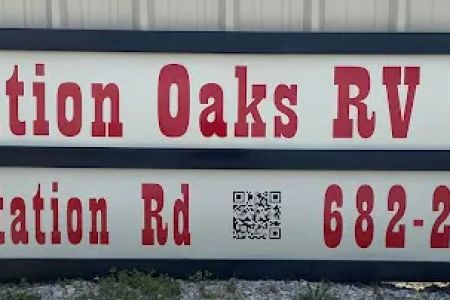 tion Oaks RV
tation Rd 682-2